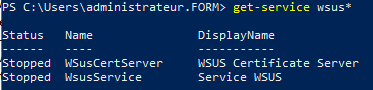 PS C:\Users\administrateur.FORM> get-service wsus*
Status Name DisplayName
------ ---- -----------
Stopped WSusCertServer WSUS Certificate Server
Stopped WsusService Service WSUS